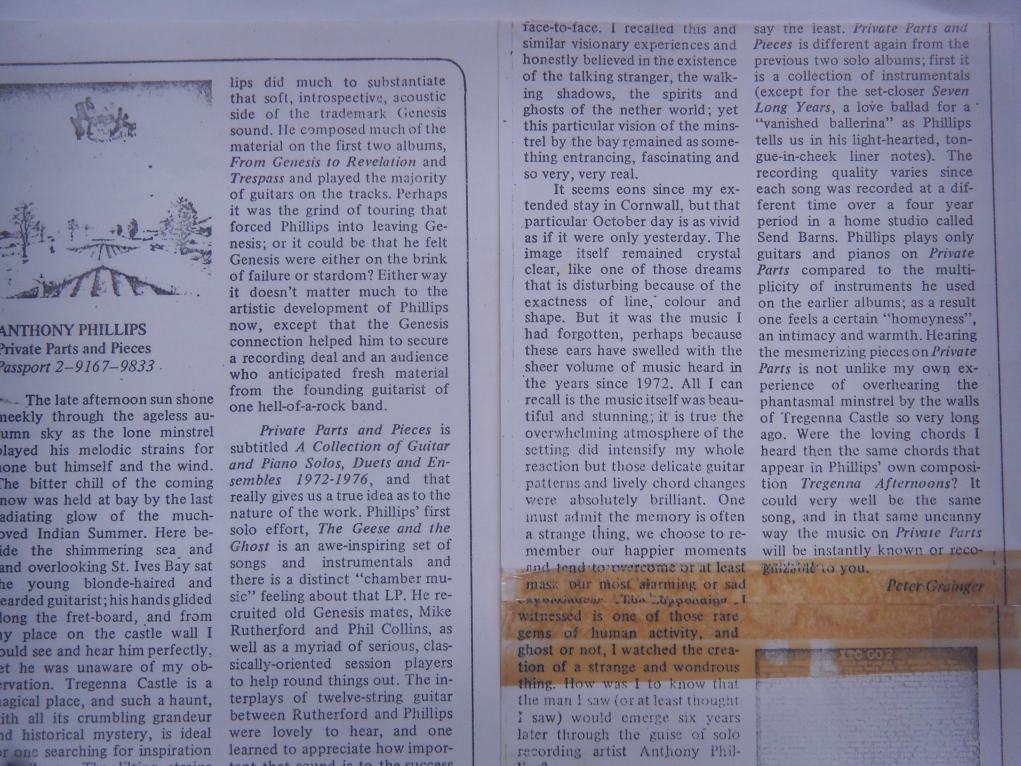 ANTHONY PHILLIPS
Private Parts and Pieces
Passport 2–9167–9833
The late afternoon sun shone
meekly through the ageless au-
umn sky as the lone minstrel
played his melodic strains for
none but himself and the wind.
The bitter chill of the coming
now was held at bay by the last
adiating glow of the much-
oved Indian Summer. Here be-
ide the shimmering sea and
and overlooking St. Ives Bay sat
he young blonde-haired and
earded guitarist; his hands glided
long the fret-board, and from
ny place on the castle wall I
ould see and hear him perfectly,
et he was unaware of my ob-
ervation. Tregenna Castle is a
nagical place, and such a haunt,
ith all its crumbling grandeur
nd historical mystery, is ideal
or one searching for inspiration
lips did much to substantiate
that soft, introspective, acoustic
side of the trademark Genesis
sound. He composed much of the
material on the first two albums,
From Genesis to Revelation and
Trespass and played the majority
of guitars on the tracks. Perhaps
it was the grind of touring that
forced Phillips into leaving Ge-
nesis; or it could be that he felt
Genesis were either on the brink
of failure or stardom? Either way
it doesn't matter much to the
artistic development of Phillips
now, except that the Genesis
connection helped him to secure
a recording deal and an audience
who anticipated fresh material
from the founding guitarist of
one hell-of-a-rock band.
Private Parts and Pieces is
subtitled A Collection of Guitar
and Piano Solos, Duets and En-
sembles 1972-1976, and that
really gives us a true idea as to the
nature of the work. Phillips' first
solo effort, The Geese and the
Ghost is an awe-inspiring set of
songs and instrumentals and
there is a distinct "chamber mu-
sic" feeling about that LP. He re-
cruited old Genesis mates, Mike
Rutherford and Phil Collins, as
well as a myriad of serious, clas-
sically-oriented session players
to help round things out. The in-
terplays of twelve-string guitar
between Rutherford and Phillips
were lovely to hear, and one
learned to appreciate how impor-
tant that sound is to the success
face-to-face. I recalled this and
similar visionary experiences and
honestly believed in the existence
of the talking stranger, the walk-
ing shadows, the spirits and
ghosts of the nether world; yet
this particular vision of the mins-
trel by the bay remained as some-
thing entrancing, fascinating and
so very, very real.
It seems eons since my ex-
tended stay in Cornwall, but that
particular October day is as vivid
as if it were only yesterday. The
image itself remained crystal
clear, like one of those dreams
that is disturbing because of the
exactness of line, colour and
shape. But it was the music I
had forgotten, perhaps because
these ears have swelled with the
sheer volume of music heard in
the years since 1972. All I can
recall is the music itself was beau-
tiful and stunning; it is true the
overwhelming atmosphere of the
setting did intensify my whole
reaction but those delicate guitar
patterns and lively chord changes
were absolutely brilliant. One
must admit the memory is often
a strange thing, we choose to re-
member our happier moments
and tend to overcome or at least
mask our most alarming or sad
I
witnessed is one of those rare
gems of human activity, and
ghost or not, I watched the crea-
tion of a strange and wondrous
thing. How was I to know that
the man I saw (or at least thought
I saw) would emerge six years
later through the guise of solo
recording artist Anthony Phil-
say the least. Private Parts and
Pieces is different again from the
previous two solo albums; first it
is a collection of instrumentals
(except for the set-closer Seven
Long Years, a love ballad for a
"vanished ballerina" as Phillips
tells us in his light-hearted, ton-
gue-in-cheek liner notes). The
recording quality varies since
each song was recorded at a dif-
ferent time over a four year
period in a home studio called
Send Barns. Phillips plays only
guitars and pianos on Private
Parts compared to the multi-
plicity of instruments he used
on the earlier albums; as a result
one feels a certain "homeyness",
an intimacy and warmth. Hearing
the mesmerizing pieces on Private
Parts is not unlike my own ex-
perience of overhearing the
phantasmal minstrel by the walls
of Tregenna Castle so very long
ago. Were the loving chords I
heard then the same chords that
appear in Phillips' own composi-
tion Tregenna Afternoons? It
could very well be the same
song, and in that same uncanny
way the music on Private Parts
will be instantly known or reco-
gnizable to you.
Peter Grainger